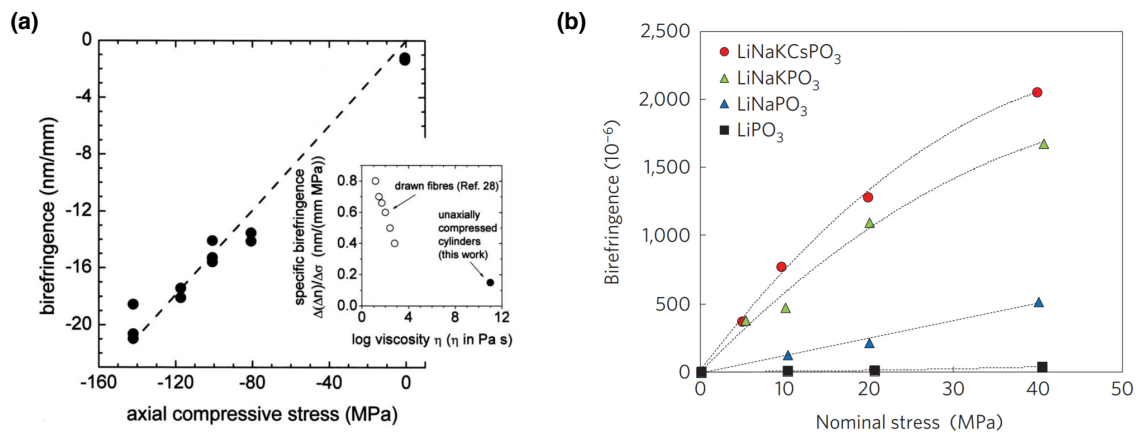 (a)
birefringence (nm/mm)
0
-4
-8
-12
-16
-20
-160
-120
-80
-40
0
axial compressive stress (MPa)
specific birefringence
Δ(Δn)/Δσ (nm/(mm MPa))
0.8
0.6
0.4
0.2
0.0
0
2
4
6
8
10
12
log viscosity η (η in Pa s)
drawn fibres (Ref. 28)
unaxially
compressed
cylinders
(this work)
(b)
Birefringence (10⁻⁶)
2,500
2,000
1,500
1,000
500
0
0
10
20
30
40
50
Nominal stress (MPa)
LiNaKCsPO₃
LiNaKPO₃
LiNaPO₃
LiPO₃